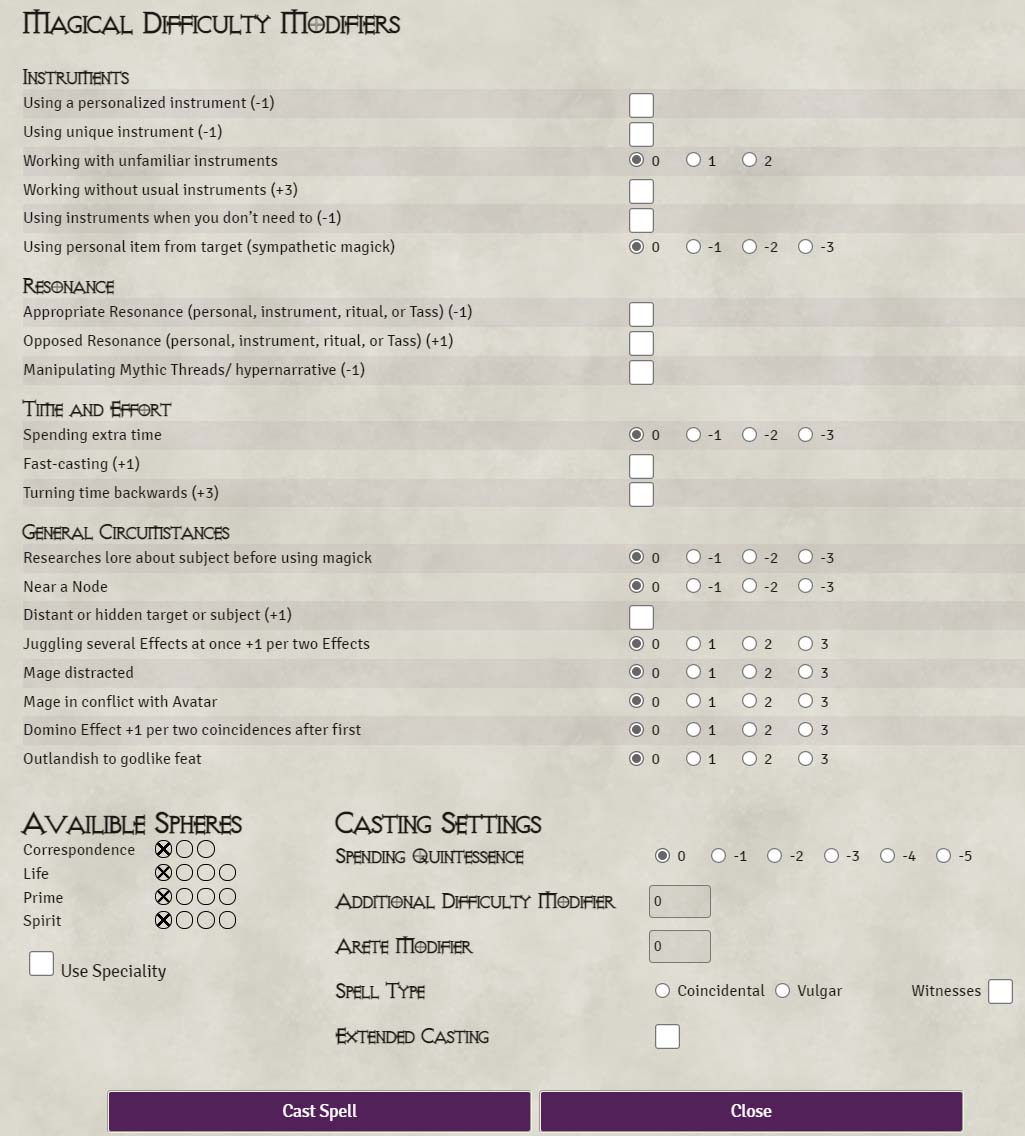 Magical Difficulty Modifiers
Instruments
Using a personalized instrument (-1)
Using unique instrument (-1)
Working with unfamiliar instruments 0 1 2
Working without usual instruments (+3)
Using instruments when you don’t need to (-1)
Using personal item from target (sympathetic magick) 0 -1 -2 -3
Resonance
Appropriate Resonance (personal, instrument, ritual, or Tass) (-1)
Opposed Resonance (personal, instrument, ritual, or Tass) (+1)
Manipulating Mythic Threads/ hypernarrative (-1)
Time and Effort
Spending extra time 0 -1 -2 -3
Fast-casting (+1)
Turning time backwards (+3)
General Circumstances
Researches lore about subject before using magick 0 -1 -2 -3
Near a Node 0 -1 -2 -3
Distant or hidden target or subject (+1)
Juggling several Effects at once +1 per two Effects 0 1 2 3
Mage distracted 0 1 2 3
Mage in conflict with Avatar 0 1 2 3
Domino Effect +1 per two coincidences after first 0 1 2 3
Outlandish to godlike feat 0 1 2 3
Availible Spheres
Correspondence
Life
Prime
Spirit
Use Speciality
Casting Settings
Spending Quintessence 0 -1 -2 -3 -4 -5
Additional Difficulty Modifier 0
Arete Modifier 0
Spell Type Coincidental Vulgar Witnesses
Extended Casting
Cast Spell
Close